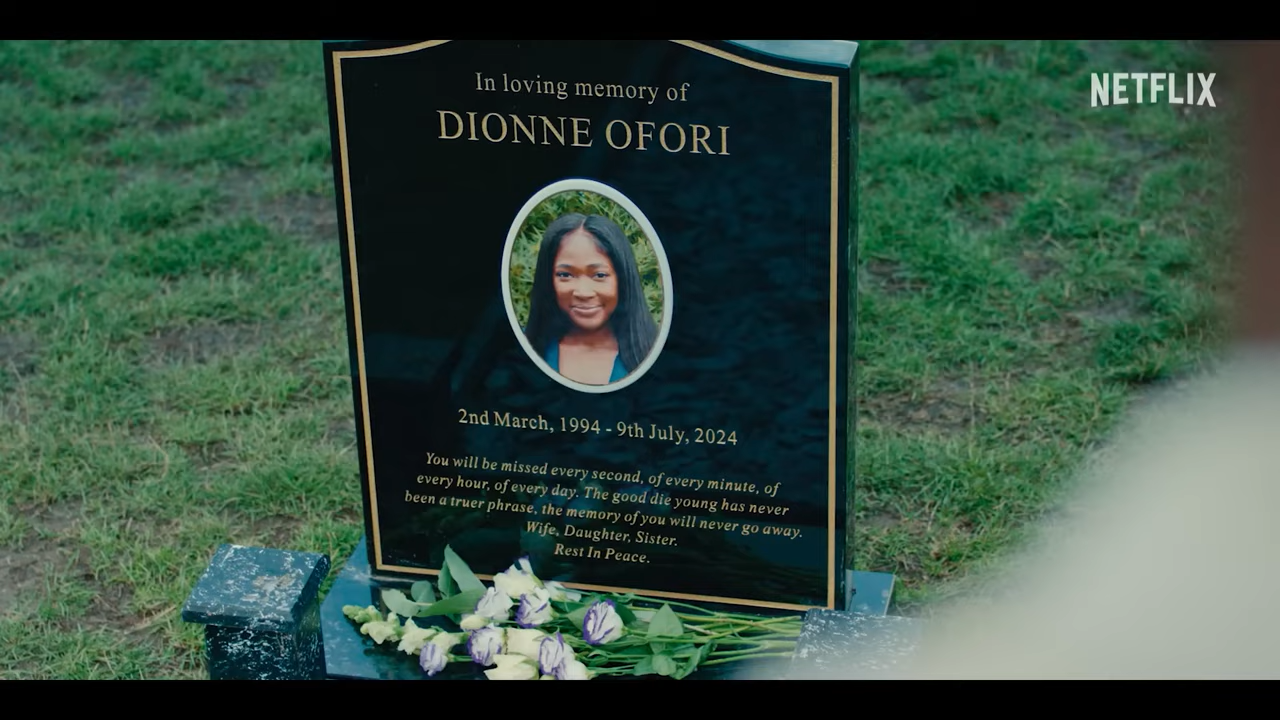 NETFLIX
In loving memory of
DIONNE OFORI
2nd March, 1994 - 9th July, 2024
You will be missed every second, of every minute, of
every hour, of every day. The good die young has never
been a truer phrase, the memory of you will never go away.
Wife, Daughter, Sister.
Rest In Peace.